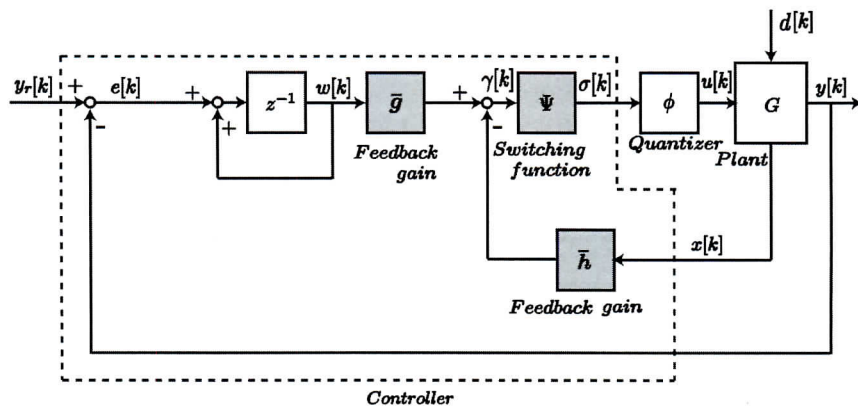 d[k]
y_r[k]
+
e[k]
-
+
+
z⁻¹
w[k]
ḡ
Feedback
gain
+
γ[k]
-
Ψ
Switching
function
σ[k]
ϕ
Quantizer
u[k]
G
Plant
y[k]
h̄
Feedback gain
x[k]
Controller